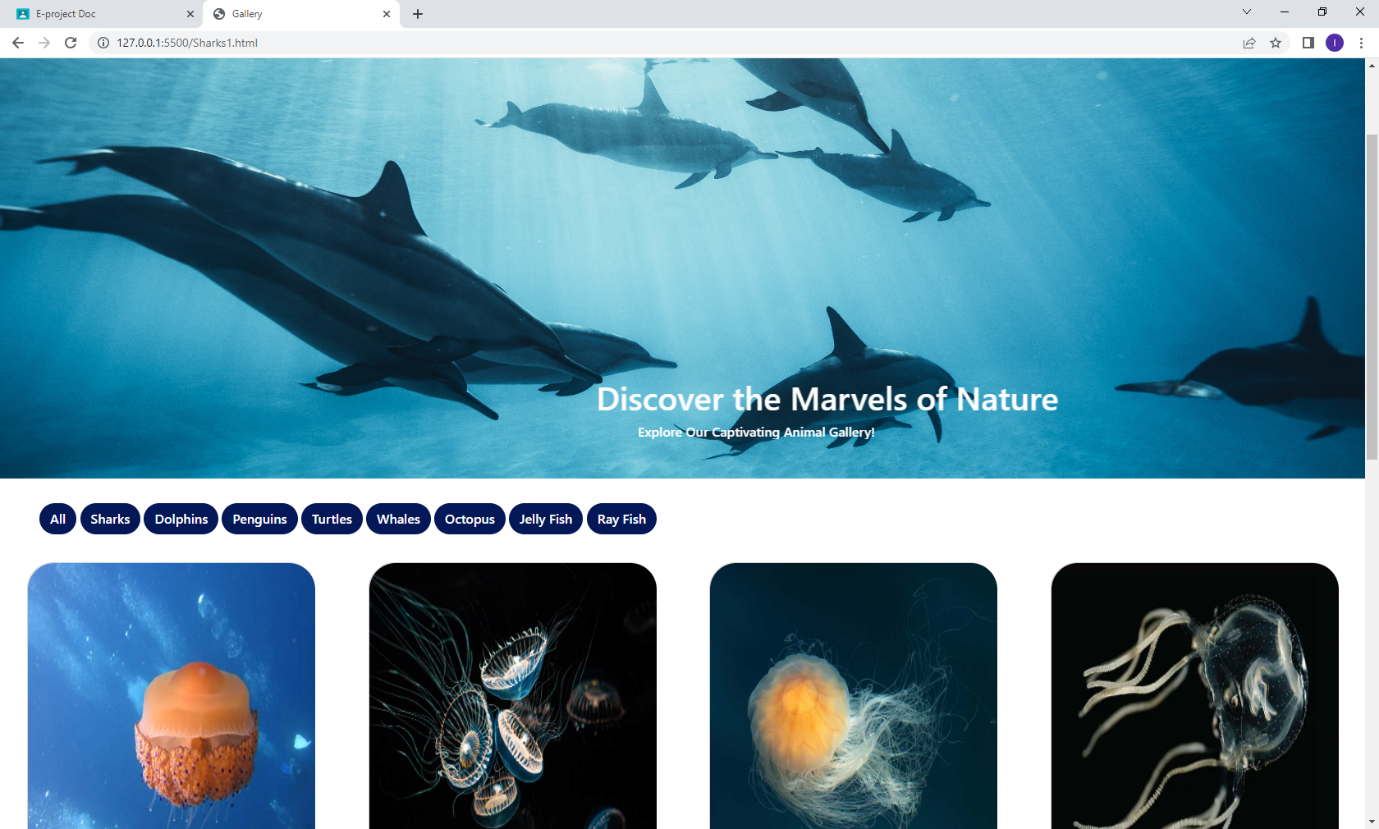 E-project Doc
Gallery
127.0.0.1:5500/Sharks1.html
I
Discover the Marvels of Nature
Explore Our Captivating Animal Gallery!
All Sharks Dolphins Penguins Turtles Whales Octopus Jelly Fish Ray Fish